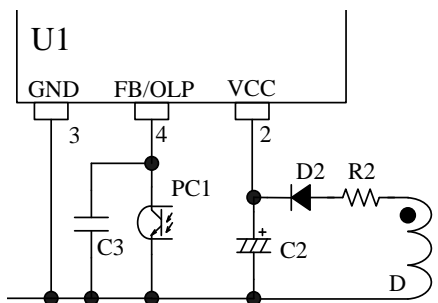 U1
GND FB/OLP VCC
3 4 2
D2 R2
PC1
C3 + C2
D